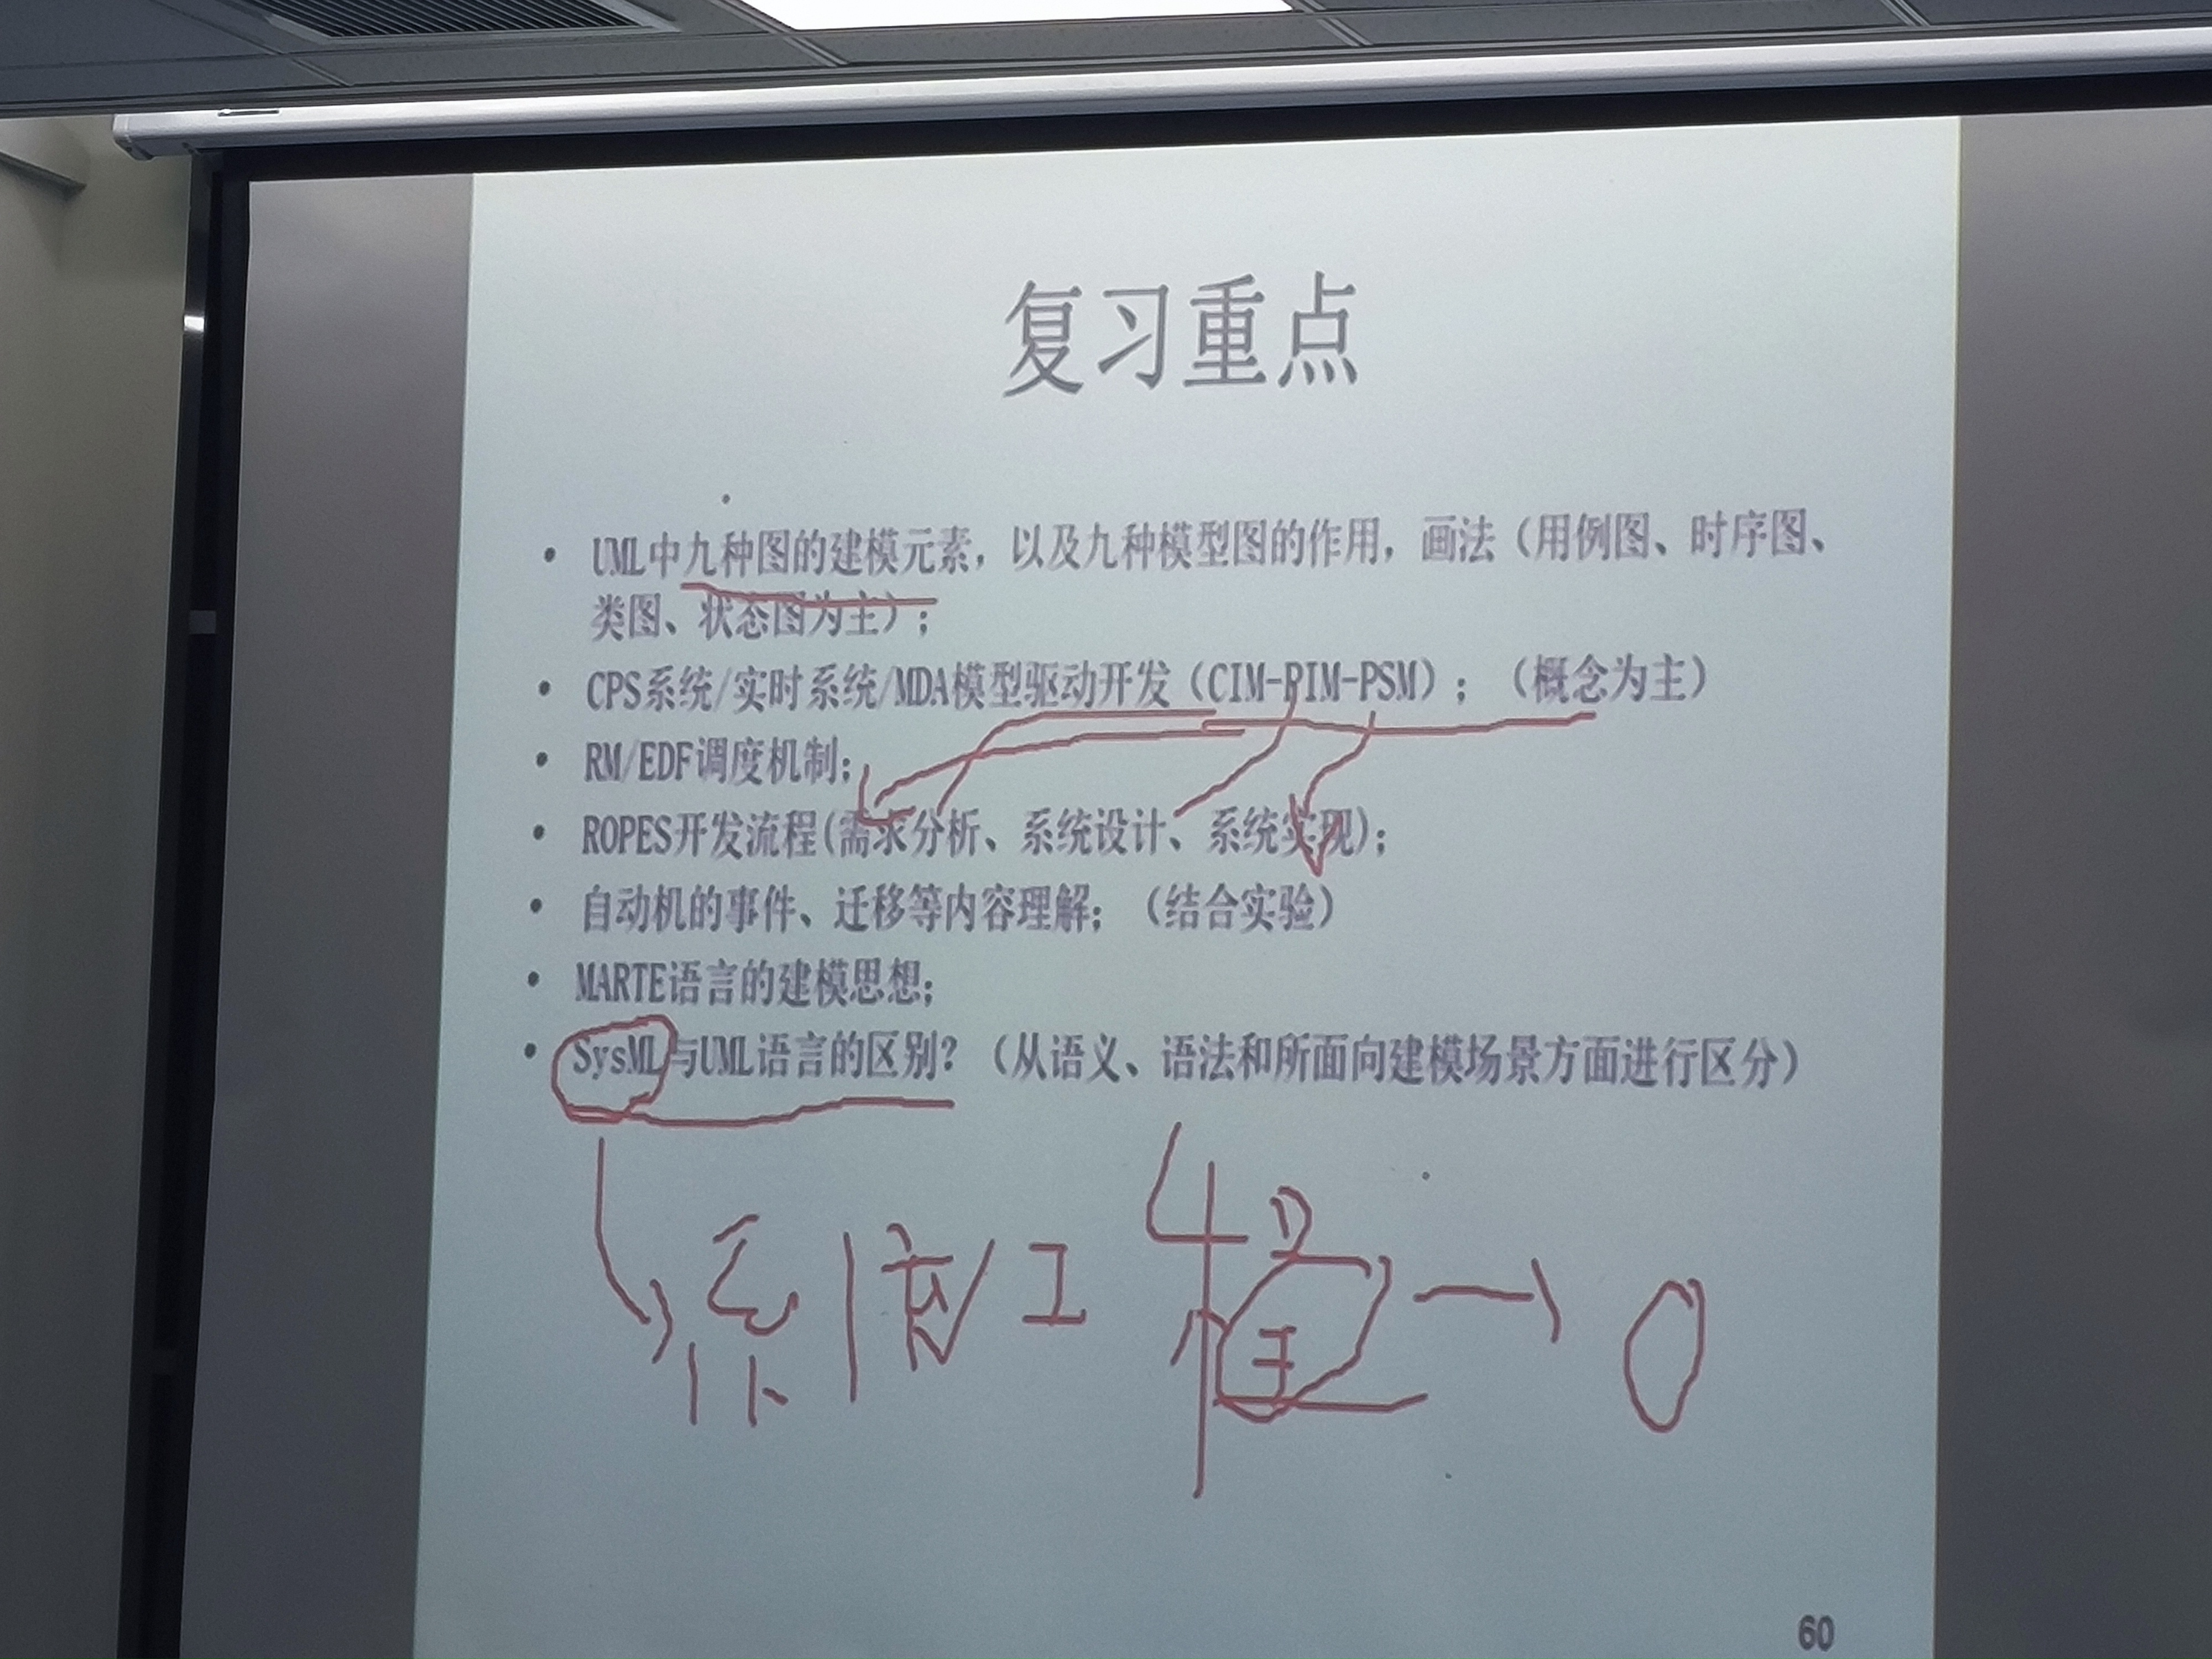 复习重点
• UML中九种图的建模元素，以及九种模型图的作用，画法（用例图、时序图、
类图、状态图为主）；
• CPS系统/实时系统/MDA模型驱动开发（CIM-PIM-PSM）；（概念为主）
• RM/EDF调度机制；
• ROPES开发流程(需求分析、系统设计、系统实现)；
• 自动机的事件、迁移等内容理解；（结合实验）
• MARTE语言的建模思想；
• SysML与UML语言的区别？（从语义、语法和所面向建模场景方面进行区分）
系 工 程
60